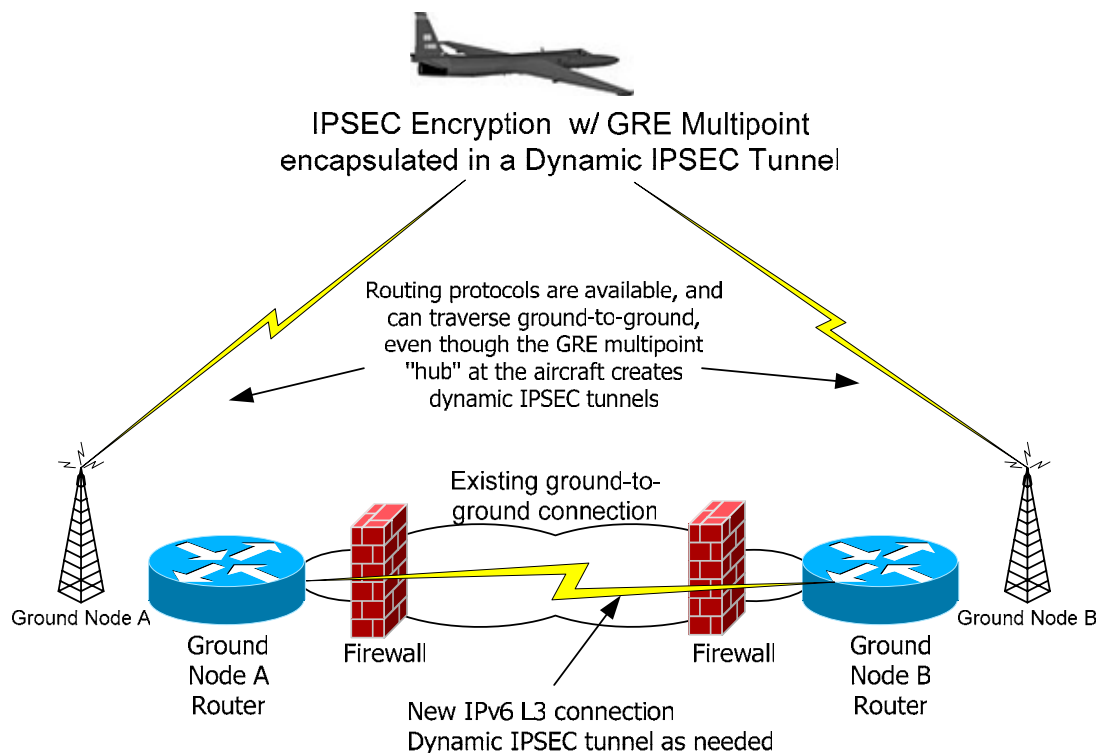 IPSEC Encryption w/ GRE Multipoint
encapsulated in a Dynamic IPSEC Tunnel
Routing protocols are available, and
can traverse ground-to-ground,
even though the GRE multipoint
"hub" at the aircraft creates
dynamic IPSEC tunnels
Existing ground-to-
ground connection
Ground Node A
Ground Node B
Ground
Node A
Router
Firewall
Firewall
Ground
Node B
Router
New IPv6 L3 connection
Dynamic IPSEC tunnel as needed